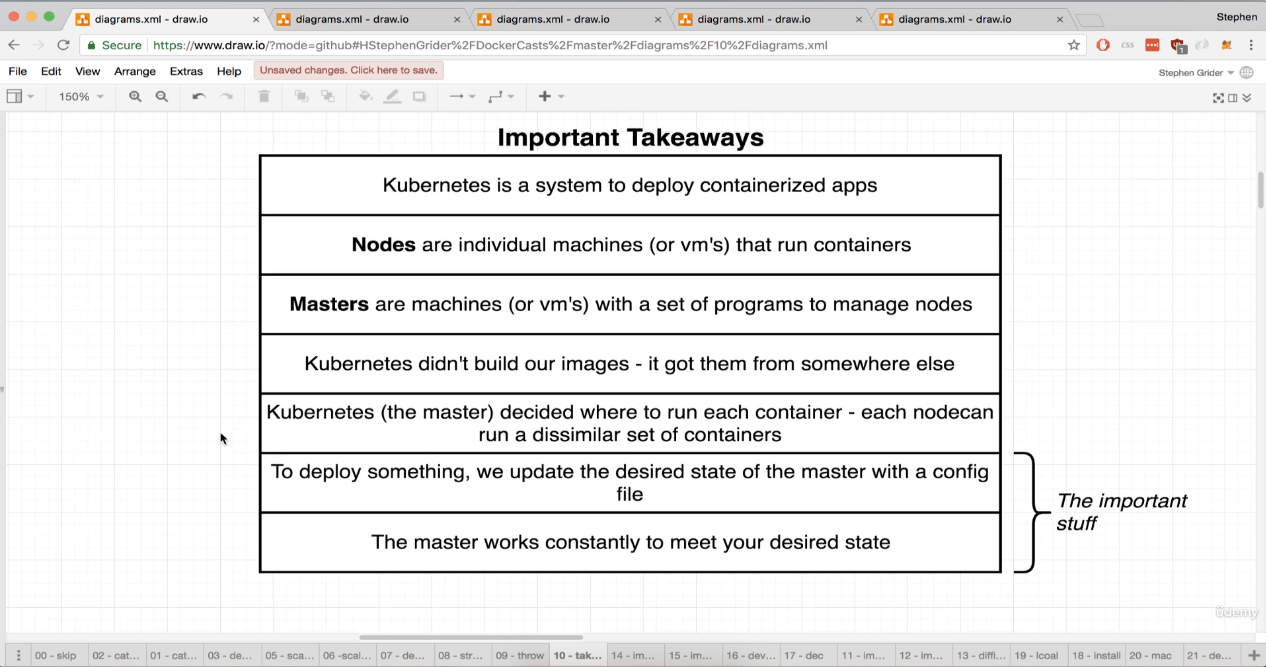 diagrams.xml - draw.io
diagrams.xml - draw.io
diagrams.xml - draw.io
diagrams.xml - draw.io
diagrams.xml - draw.io
Stephen
Secure
https://www.draw.io/?mode=github#HStephenGrider%2FDockerCasts%2Fmaster%2Fdiagrams%2F10%2Fdiagrams.xml
CSS
1
File Edit View Arrange Extras Help Unsaved changes. Click here to save.
Stephen Grider
150%
Important Takeaways
Kubernetes is a system to deploy containerized apps
Nodes are individual machines (or vm's) that run containers
Masters are machines (or vm's) with a set of programs to manage nodes
Kubernetes didn't build our images - it got them from somewhere else
Kubernetes (the master) decided where to run each container - each nodecan
run a dissimilar set of containers
To deploy something, we update the desired state of the master with a config
file
The master works constantly to meet your desired state
The important
stuff
ûdemy
00 - skip 02 - cat... 01 - cat... 03 - de... 05 - sca... 06 -scal... 07 - de... 08 - str... 09 - throw 10 - tak... 14 - im... 15 - im... 16 - dev... 17 - dec 11 - im... 12 - im... 13 - diffi... 19 - lcoal 18 - install 20 - mac 21 - de...